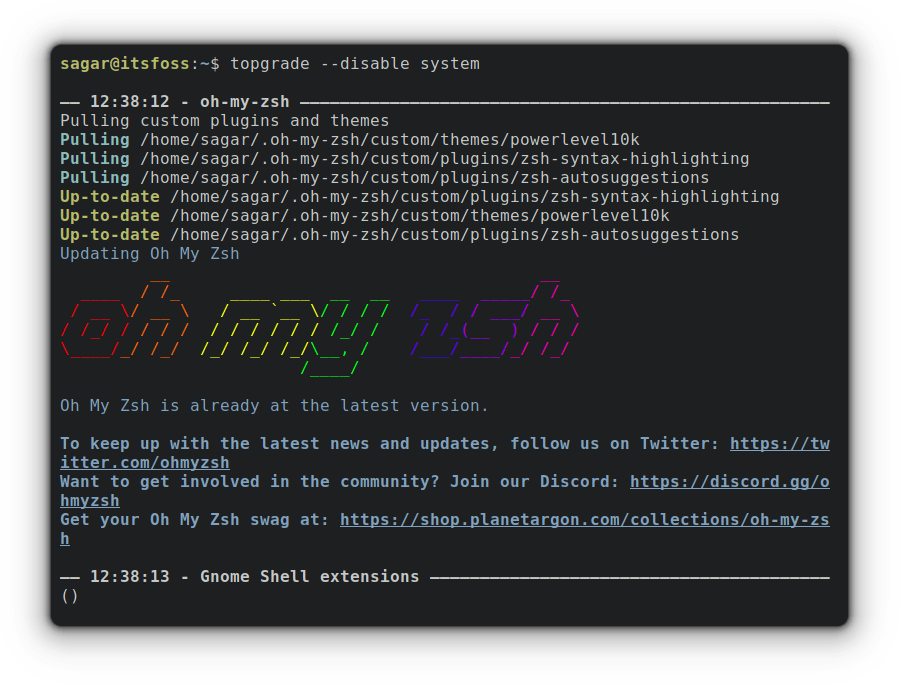 sagar@itsfoss:~$ topgrade --disable system
—— 12:38:12 - oh-my-zsh —————————————————————————————————————————————————————
Pulling custom plugins and themes
Pulling /home/sagar/.oh-my-zsh/custom/themes/powerlevel10k
Pulling /home/sagar/.oh-my-zsh/custom/plugins/zsh-syntax-highlighting
Pulling /home/sagar/.oh-my-zsh/custom/plugins/zsh-autosuggestions
Up-to-date /home/sagar/.oh-my-zsh/custom/plugins/zsh-syntax-highlighting
Up-to-date /home/sagar/.oh-my-zsh/custom/themes/powerlevel10k
Up-to-date /home/sagar/.oh-my-zsh/custom/plugins/zsh-autosuggestions
Updating Oh My Zsh
oh my zsh
Oh My Zsh is already at the latest version.
To keep up with the latest news and updates, follow us on Twitter: https://tw
itter.com/ohmyzsh
Want to get involved in the community? Join our Discord: https://discord.gg/o
hmyzsh
Get your Oh My Zsh swag at: https://shop.planetargon.com/collections/oh-my-zs
h
—— 12:38:13 - Gnome Shell extensions ————————————————————————————————————————
()